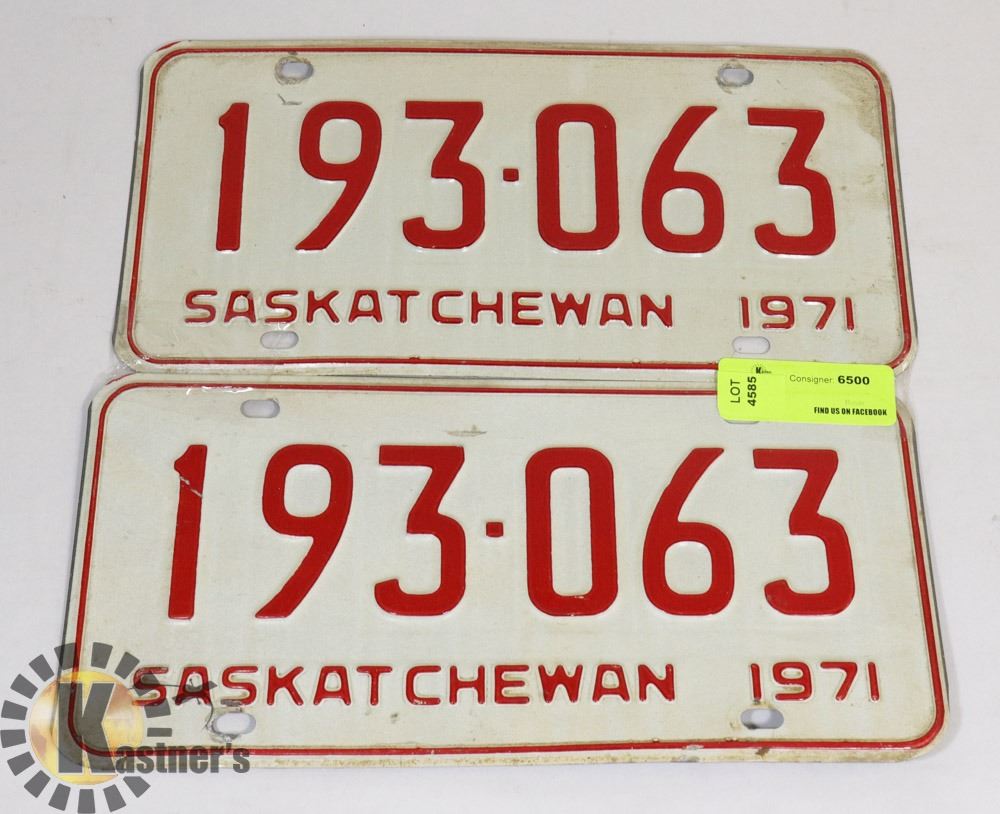 193·063
SASKATCHEWAN 1971
LOT 4585
Consigner: 6500
FIND US ON FACEBOOK
193·063
SASKATCHEWAN 1971
Kastner's